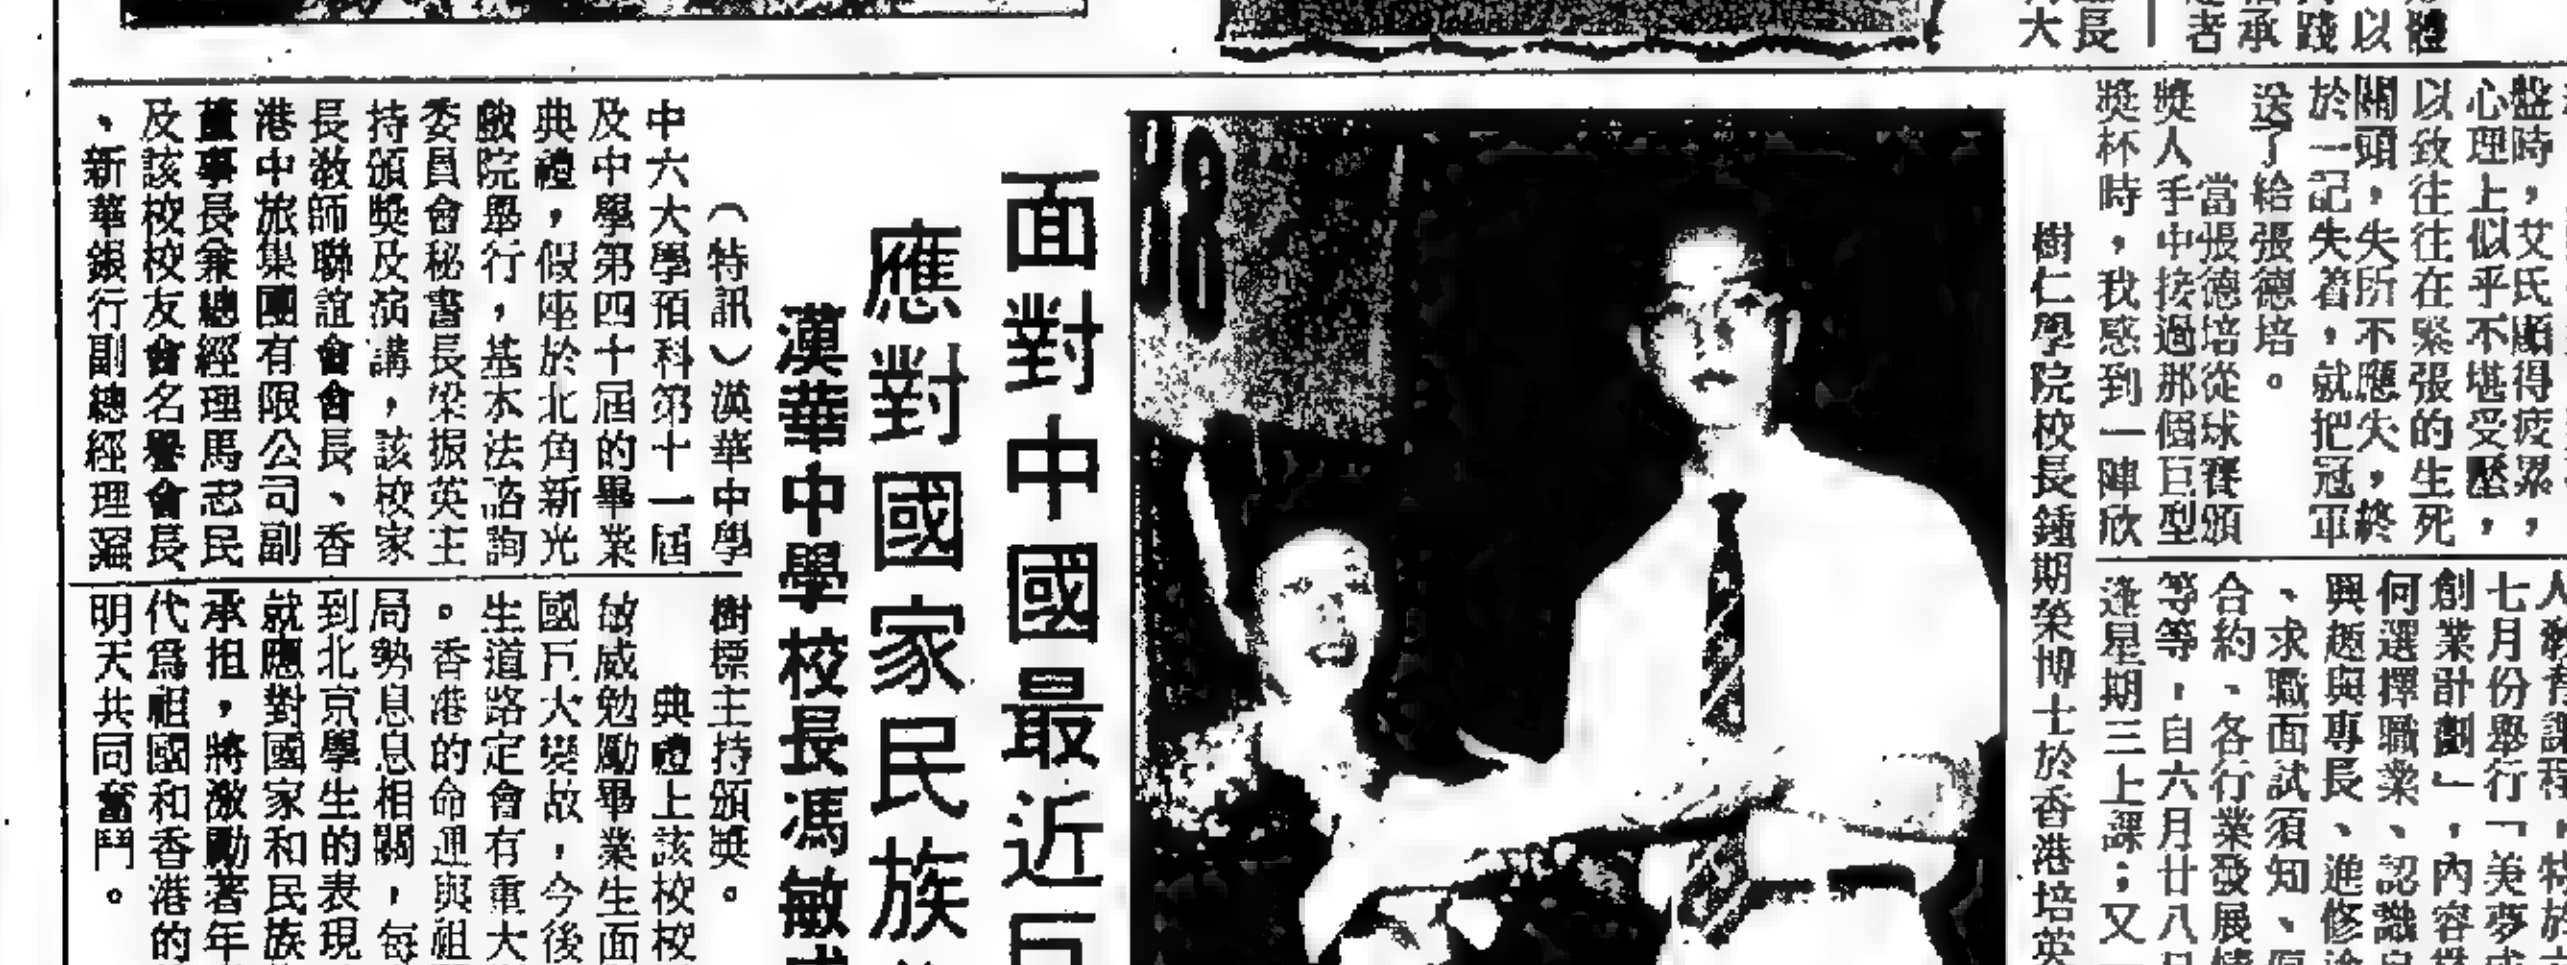 體
以
踐
承
者
長
大
盤時，艾氏顯得疲累，
心理上似乎不堪受壓，
以致往往在緊張的生死
關頭，失所不應失，終
於一記失着，就把冠軍
送了給張德培。
當張德培從球賽頒
獎人手中接過那個巨型
獎杯時，我感到一陣欣
七月份舉行「美夢
創業計劃」，內容
何選擇職業、認識
興趣與專長、進修
、求職面試須知、
合約、各行業發展
等等，自六月廿八日
逢星期三上課；又
樹仁學院校長鍾期榮博士於香港培英
面對中國最近巨
應對國家民族
漢華中學校長馮敏
（特訊）漢華中學
中六大學預科第十一屆
及中學第四十屆的畢業
典禮，假座於北角新光
戲院舉行，基本法諮詢
委員會秘書長梁振英主
持頒獎及演講，該校家
長教師聯誼會會長、香
港中旅集團有限公司副
董事長兼總經理馬志民
及該校校友會名譽會長
、新華銀行副總經理
樹標主持頒獎。
典禮上該校校
敏威勉勵畢業生面
國巨大變故，今後
生道路定會有重大
。香港的命運與祖
局勢息息相關，每
到北京學生的表現
就應對國家和民族
承担，將激勵著年
代爲祖國和香港的
明天共同奮鬥。